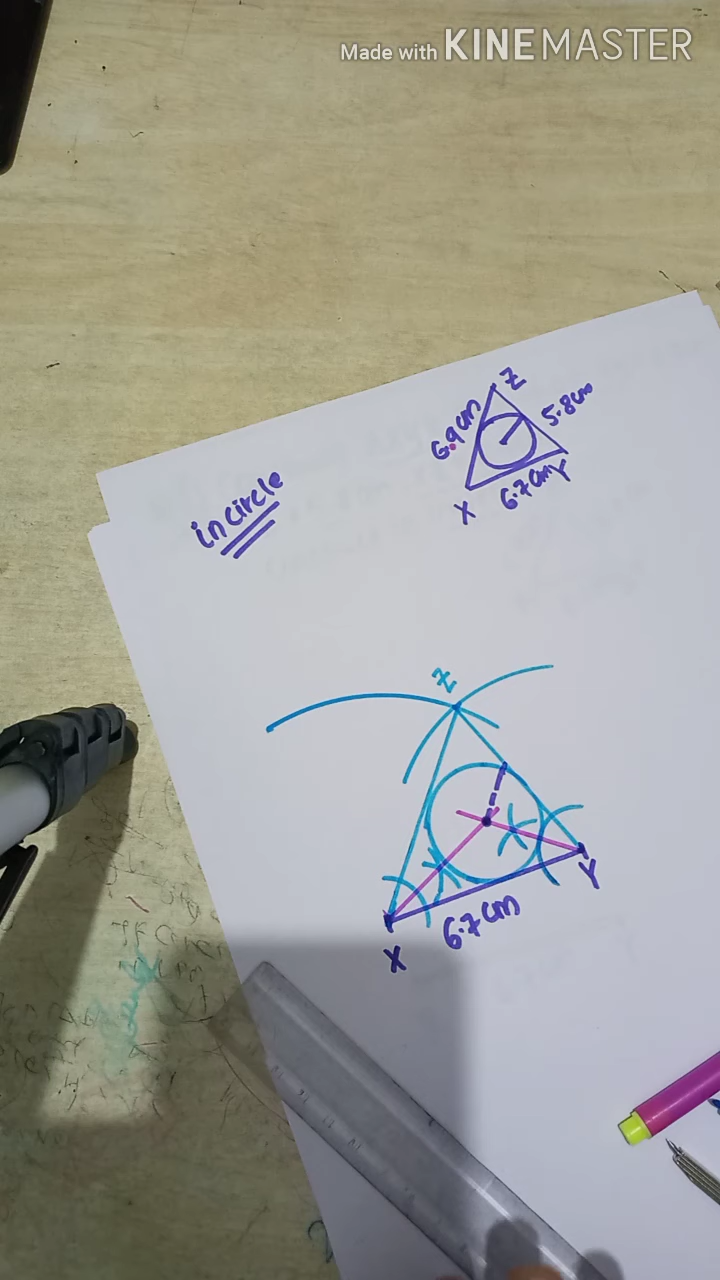 Made with KINEMASTER
Z
6.9cm
5.8cm
incircle
6.7cm
Y
X
Z
Y
6.7cm
X